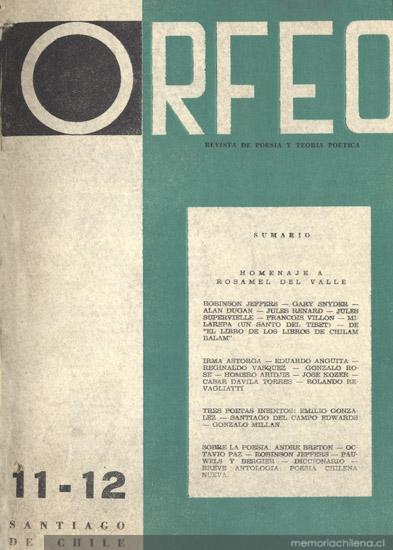 ORFEO
REVISTA DE POESIA Y TEORIA POETICA
SUMARIO
HOMENAJE A
ROSAMEL DEL VALLE
ROBINSON JEFFERS — GARY SNYDER —
ALAN DUGAN — JULES RENARD — JULES
SUPERVIELLE — FRANCOIS VILLON — MI-
LAREPA (UN SANTO DEL TIBET) — DE
"EL LIBRO DE LOS LIBROS DE CHILAM
BALAM"
IRMA ASTORGA — EDUARDO ANGUITA —
REGINALDO VASQUEZ — GONZALO RO-
SE — HOMERO ARIDJIS — JOSE KOZER —
CASAR DAVILA TORRES — ROLANDO RE-
VAGLIATTI
TRES POETAS INEDITOS: EMILIO GONZA-
LEZ — SANTIAGO DEL CAMPO EDWARDS
— GONZALO MILLAN
SOBRE LA POESIA: ANDRE BRETON — OC-
TAVIO PAZ — ROBINSON JEFFERS — PAU-
WELS Y BERGIER — DICCIONARIO —
BREVE ANTOLOGIA: POESIA CHILENA
NUEVA.
11-12
SANTIAGO
DE CHILE
memoriachilena.cl